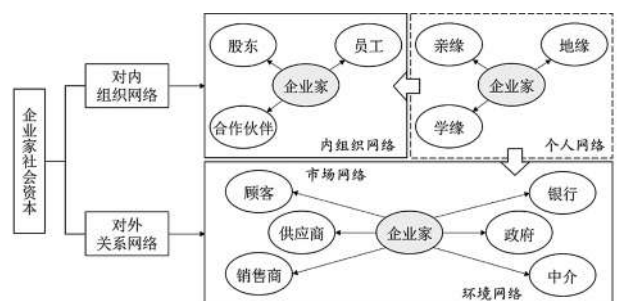 企业家社会资本
对内
组织网络
对外
关系网络
股东
员工
企业家
合作伙伴
内组织网络
亲缘
地缘
企业家
学缘
个人网络
市场网络
顾客
银行
供应商
企业家
政府
销售商
中介
环境网络